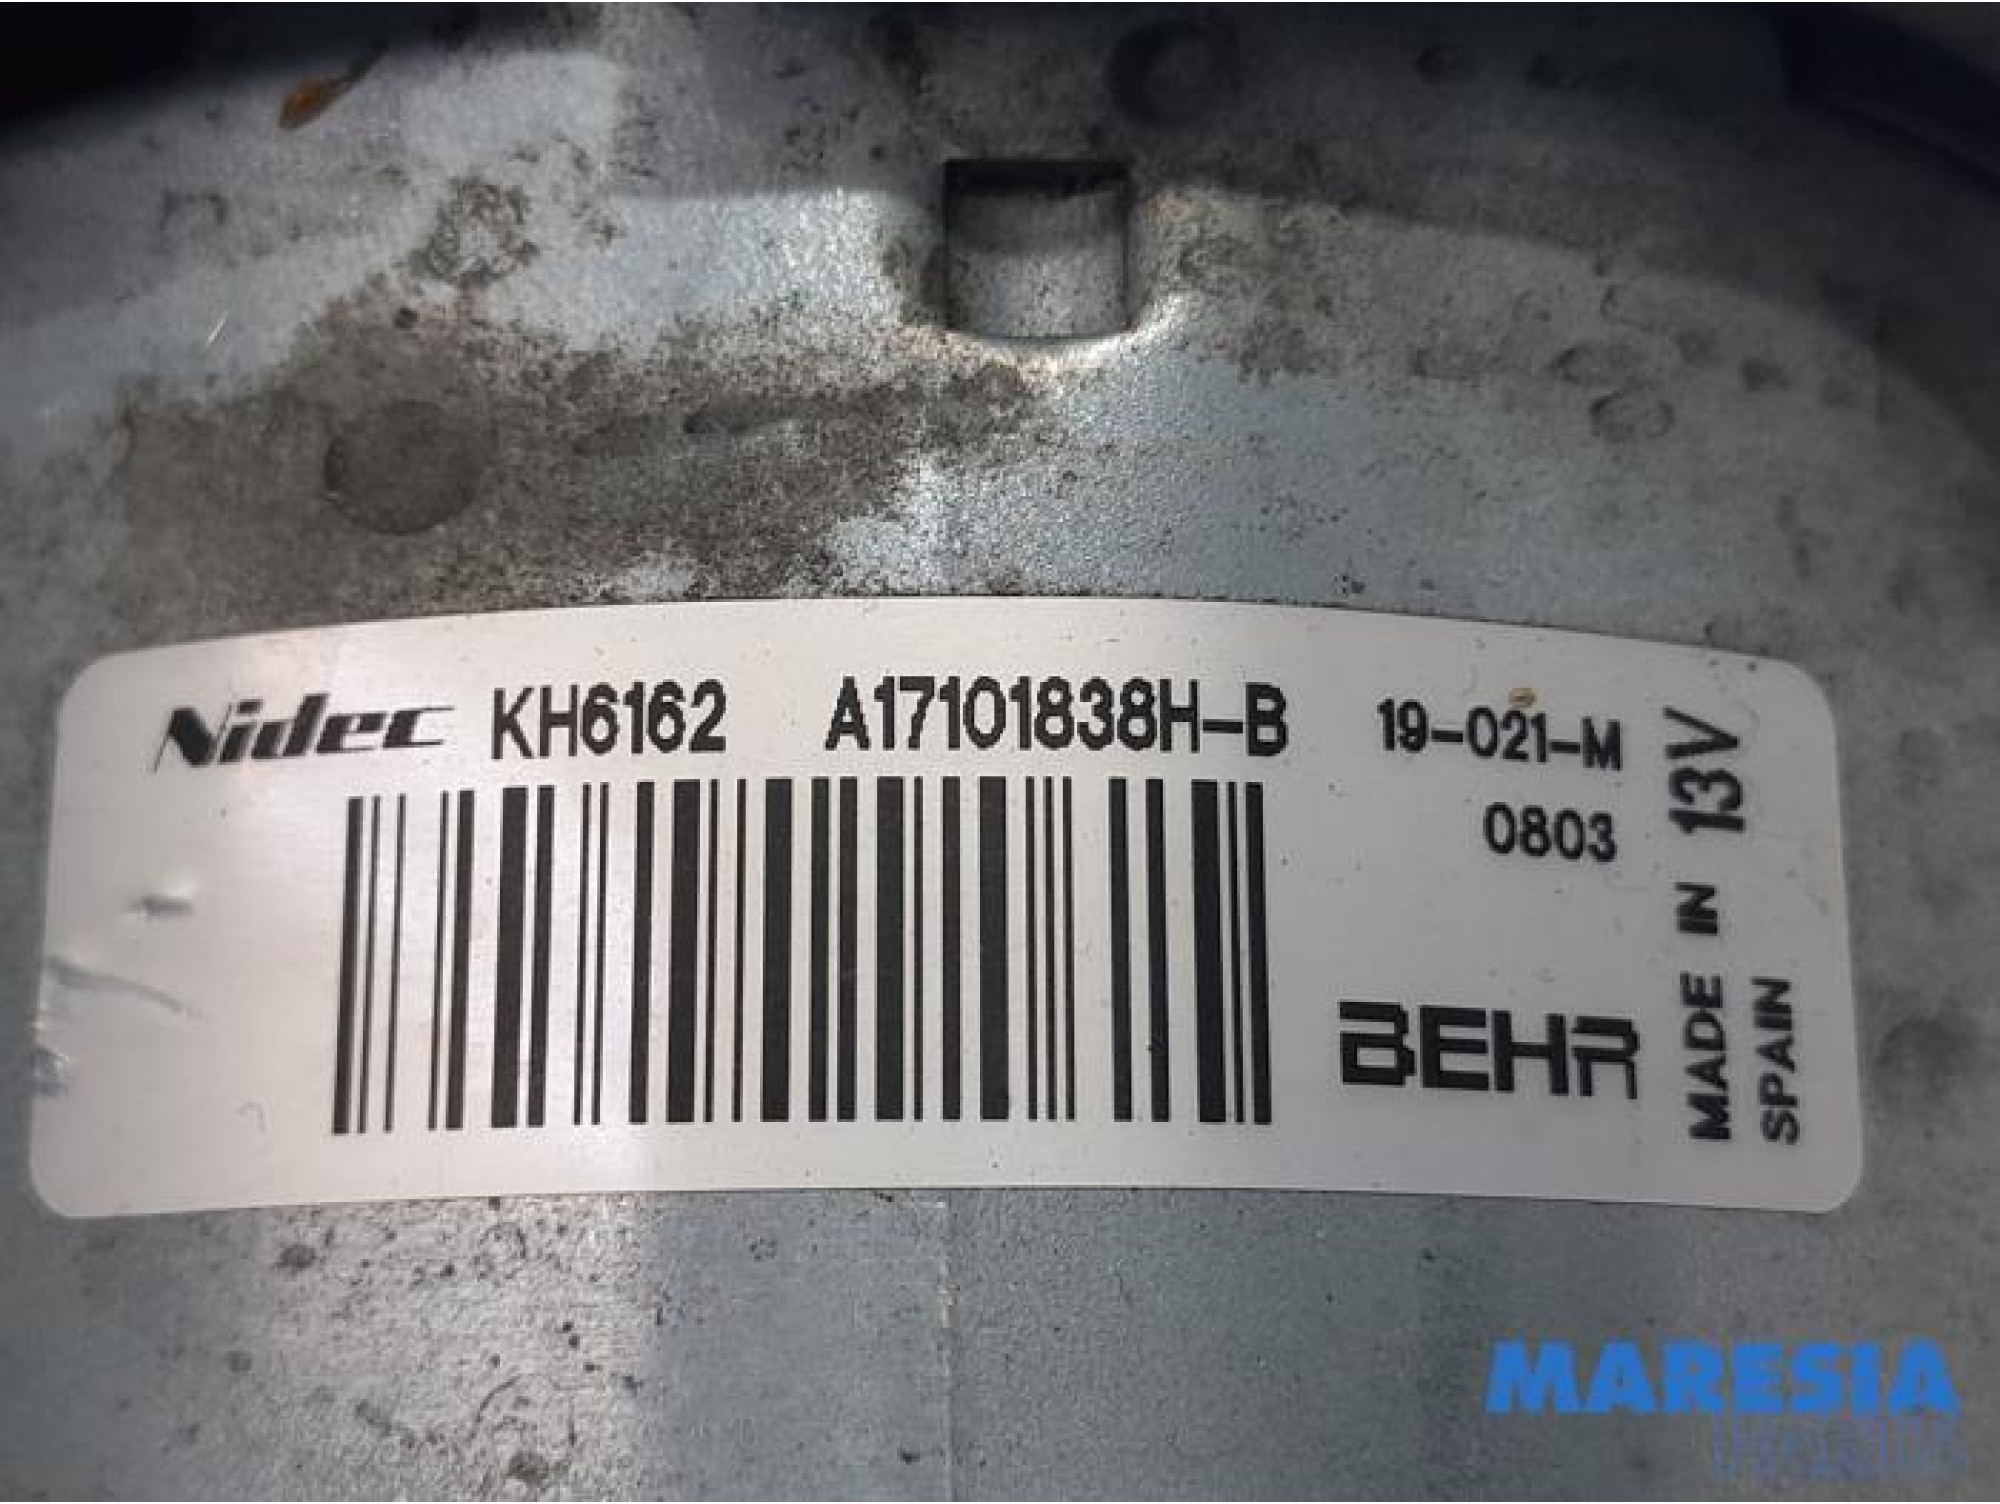 Nidec KH6162 A17101838H-B 19-021-M
0803
BEHR
MADE IN 13V
SPAIN
MARESIA